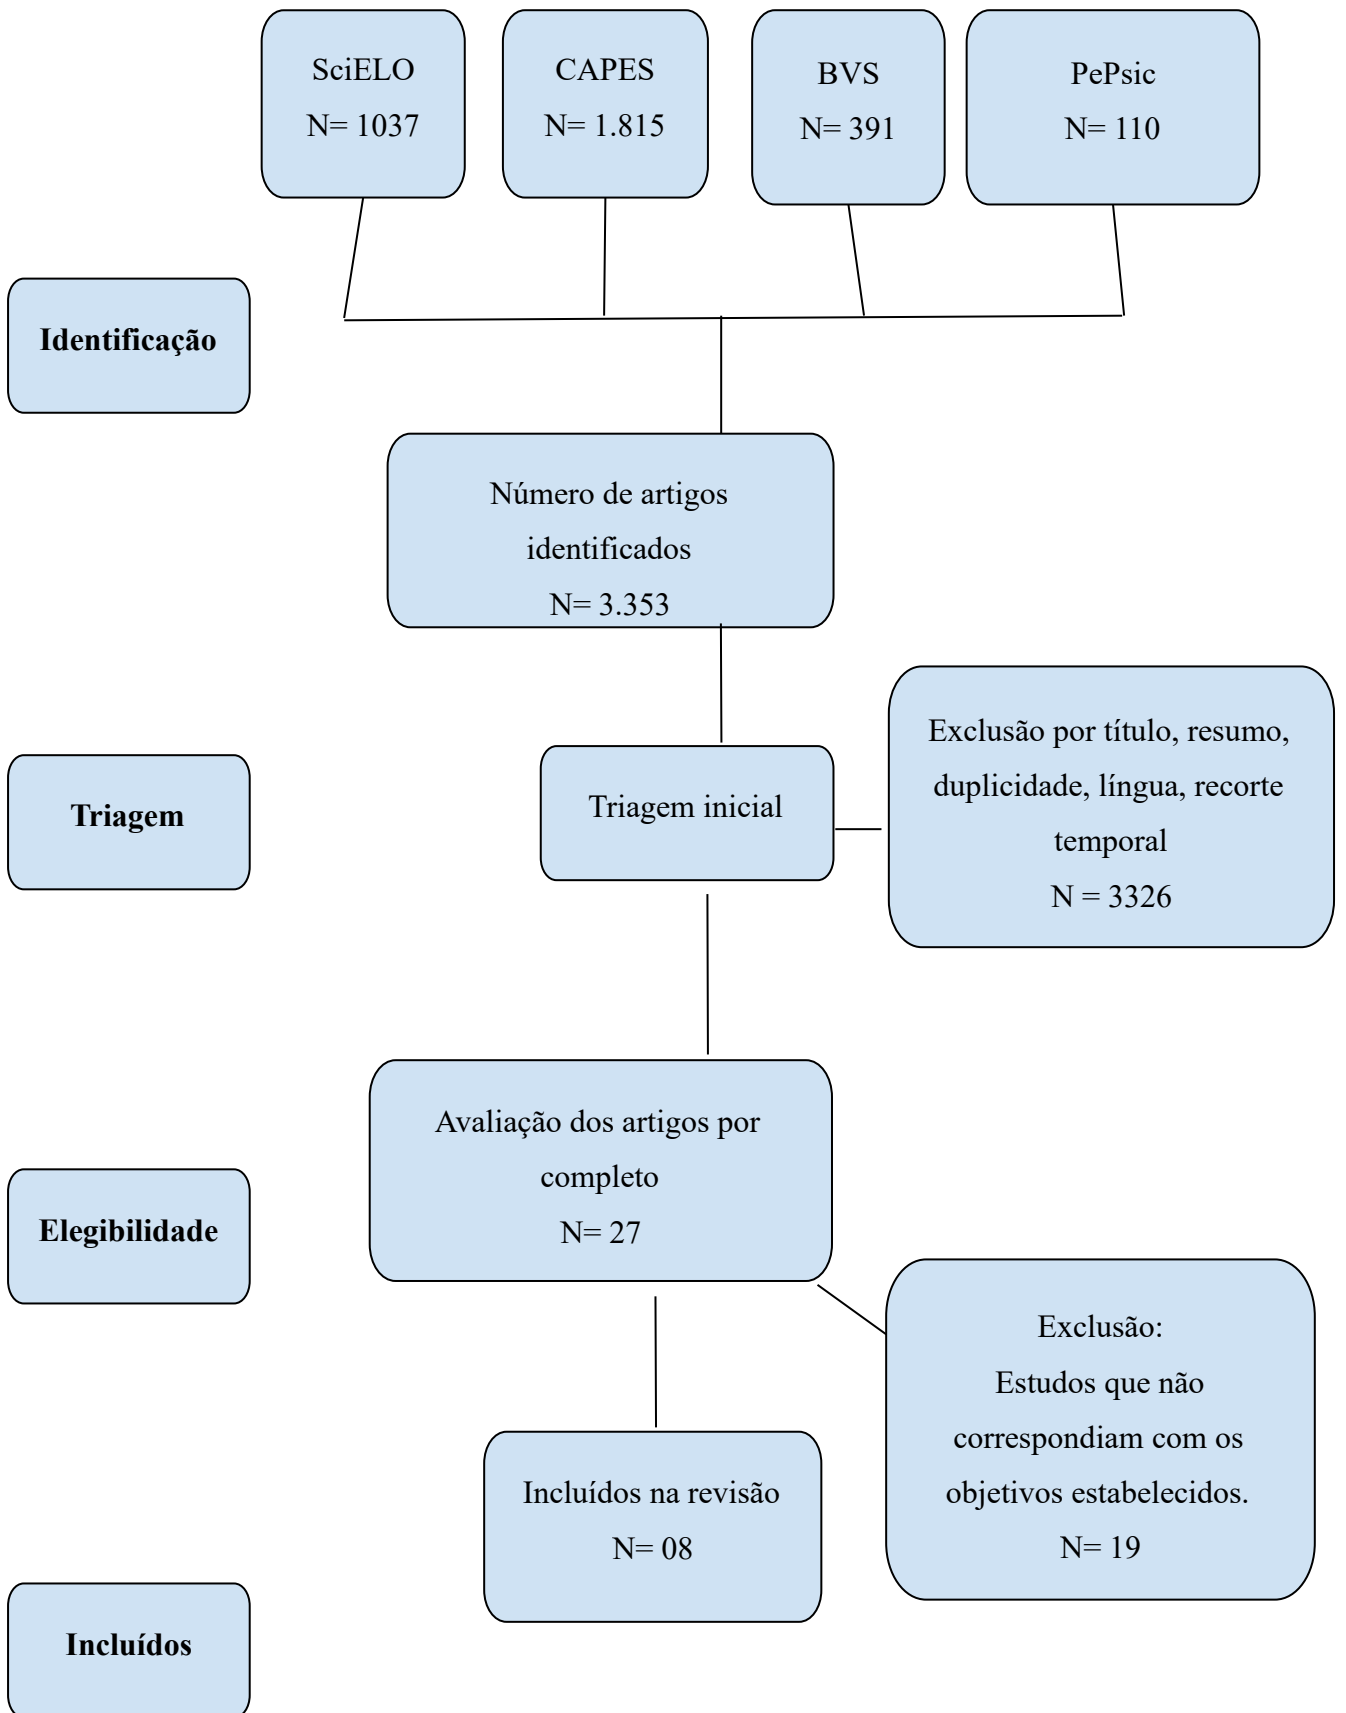 SciELO
N= 1037
CAPES
N= 1.815
BVS
N= 391
PePsic
N= 110
Identificação
Número de artigos
identificados
N= 3.353
Triagem
Triagem inicial
Exclusão por título, resumo,
duplicidade, língua, recorte
temporal
N = 3326
Elegibilidade
Avaliação dos artigos por
completo
N= 27
Exclusão:
Estudos que não
correspondiam com os
objetivos estabelecidos.
N= 19
Incluídos na revisão
N= 08
Incluídos